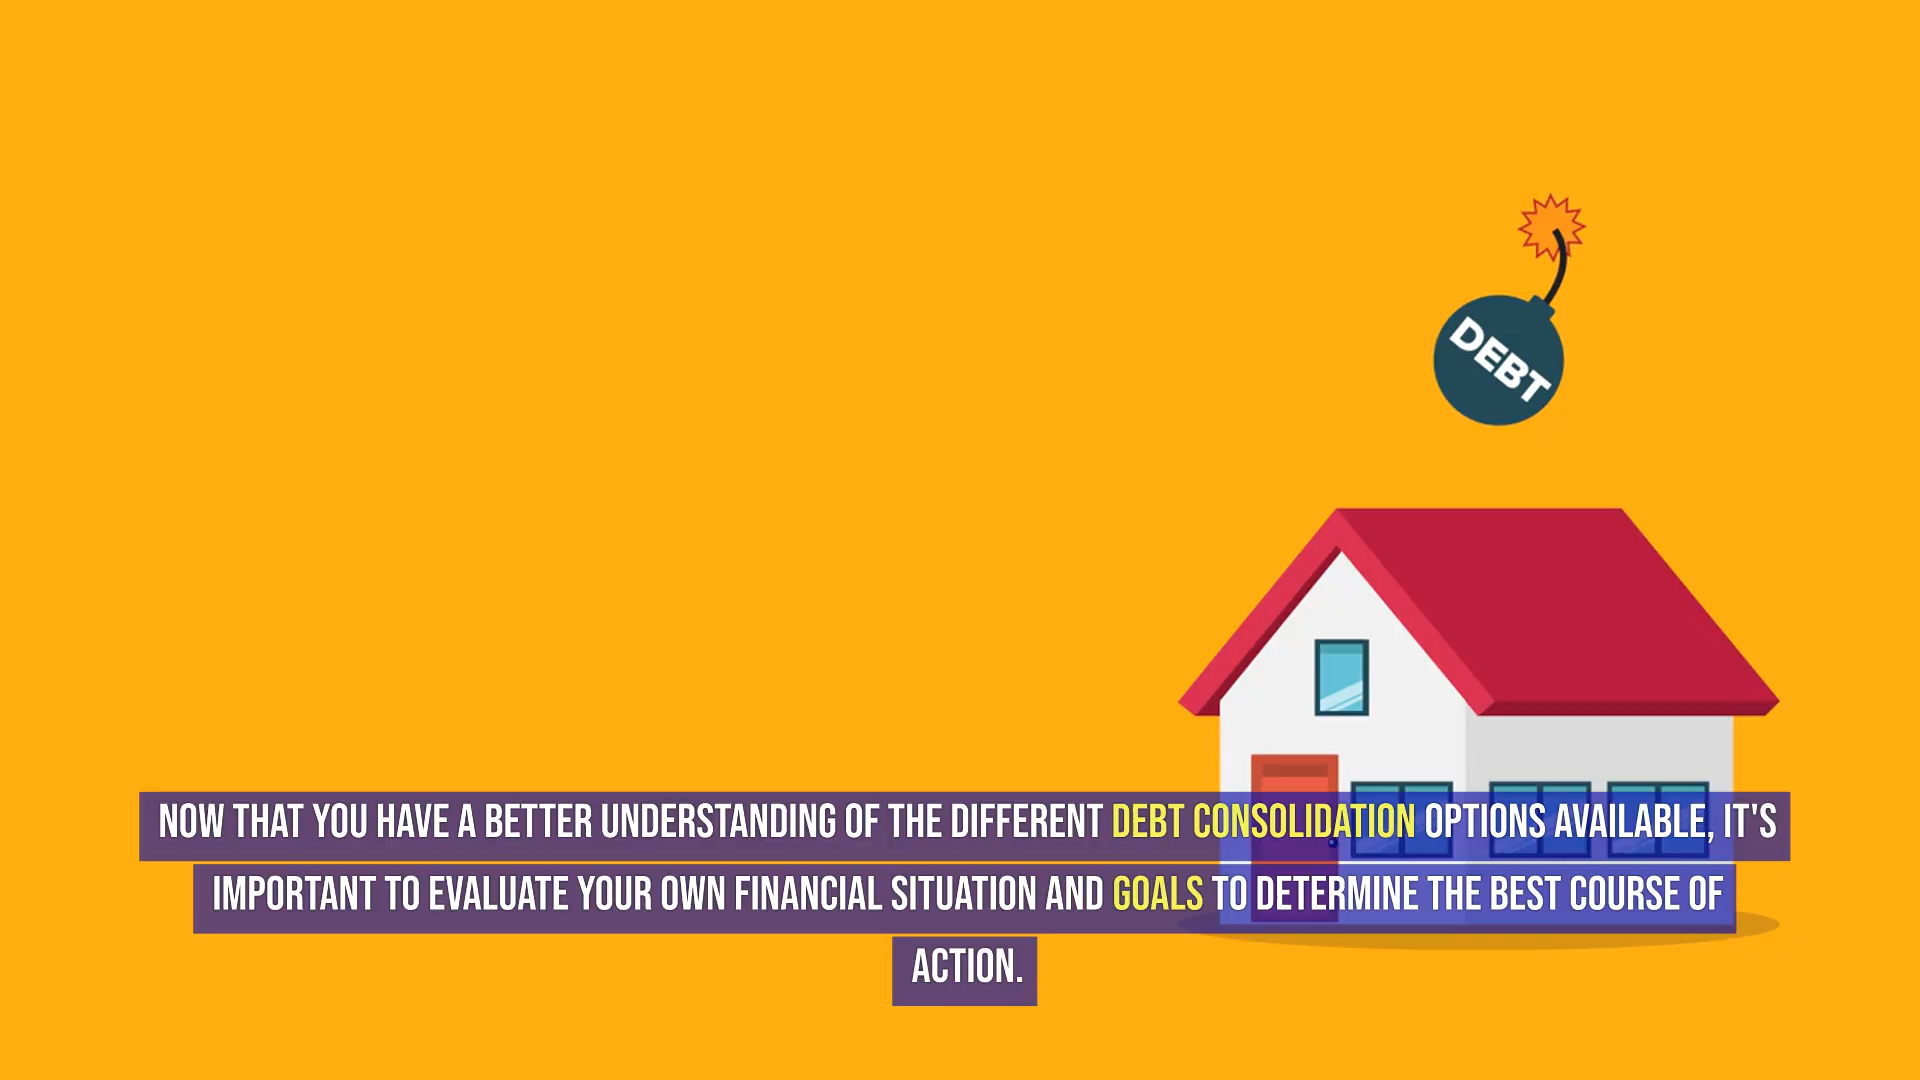 DEBT
NOW THAT YOU HAVE A BETTER UNDERSTANDING OF THE DIFFERENT DEBT CONSOLIDATION OPTIONS AVAILABLE, IT'S
IMPORTANT TO EVALUATE YOUR OWN FINANCIAL SITUATION AND GOALS TO DETERMINE THE BEST COURSE OF
ACTION.